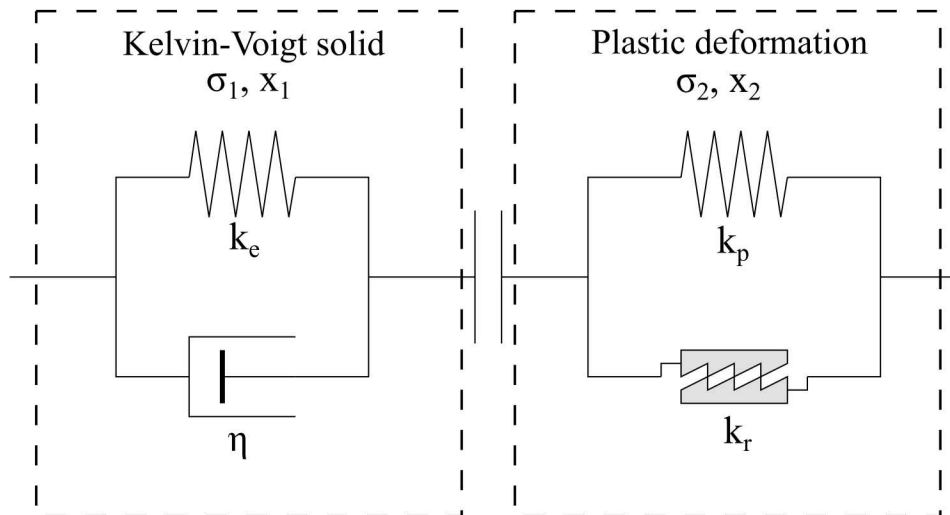 Kelvin-Voigt solid
σ₁, x₁
kₑ
η
Plastic deformation
σ₂, x₂
kₚ
kᵣ